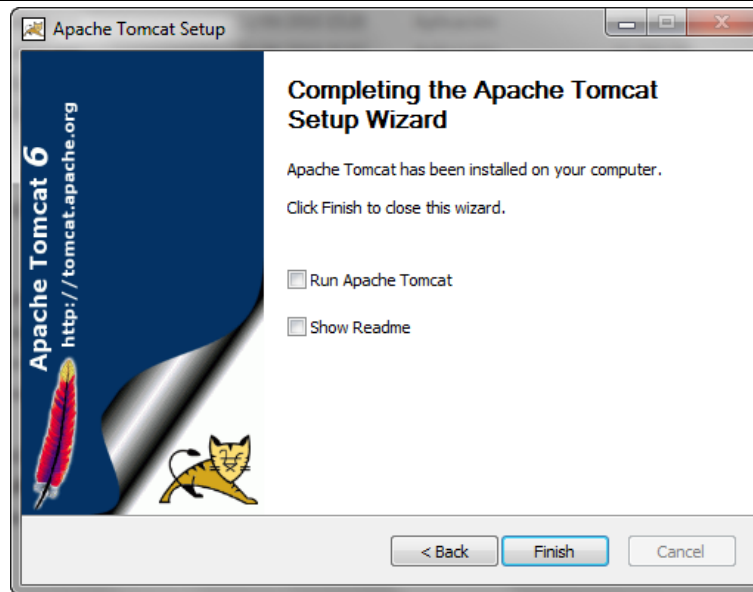 Apache Tomcat Setup
Apache Tomcat 6
http://tomcat.apache.org
Completing the Apache Tomcat
Setup Wizard
Apache Tomcat has been installed on your computer.
Click Finish to close this wizard.
Run Apache Tomcat
Show Readme
< Back
Finish
Cancel